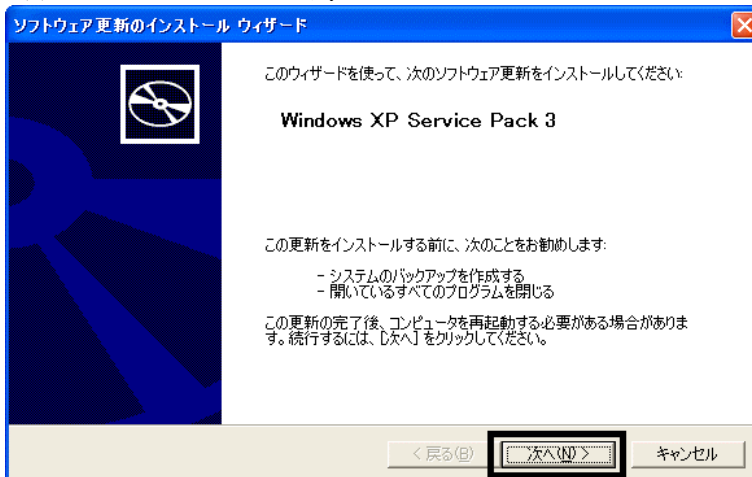 ソフトウェア更新のインストール ウィザード
このウィザードを使って、次のソフトウェア更新をインストールしてください:
Windows XP Service Pack 3
この更新をインストールする前に、次のことをお勧めします:
- システムのバックアップを作成する
- 開いているすべてのプログラムを閉じる
この更新の完了後、コンピュータを再起動する必要がある場合がありま
す。続行するには、[次へ] をクリックしてください。
< 戻る(B)
次へ(N) >
キャンセル